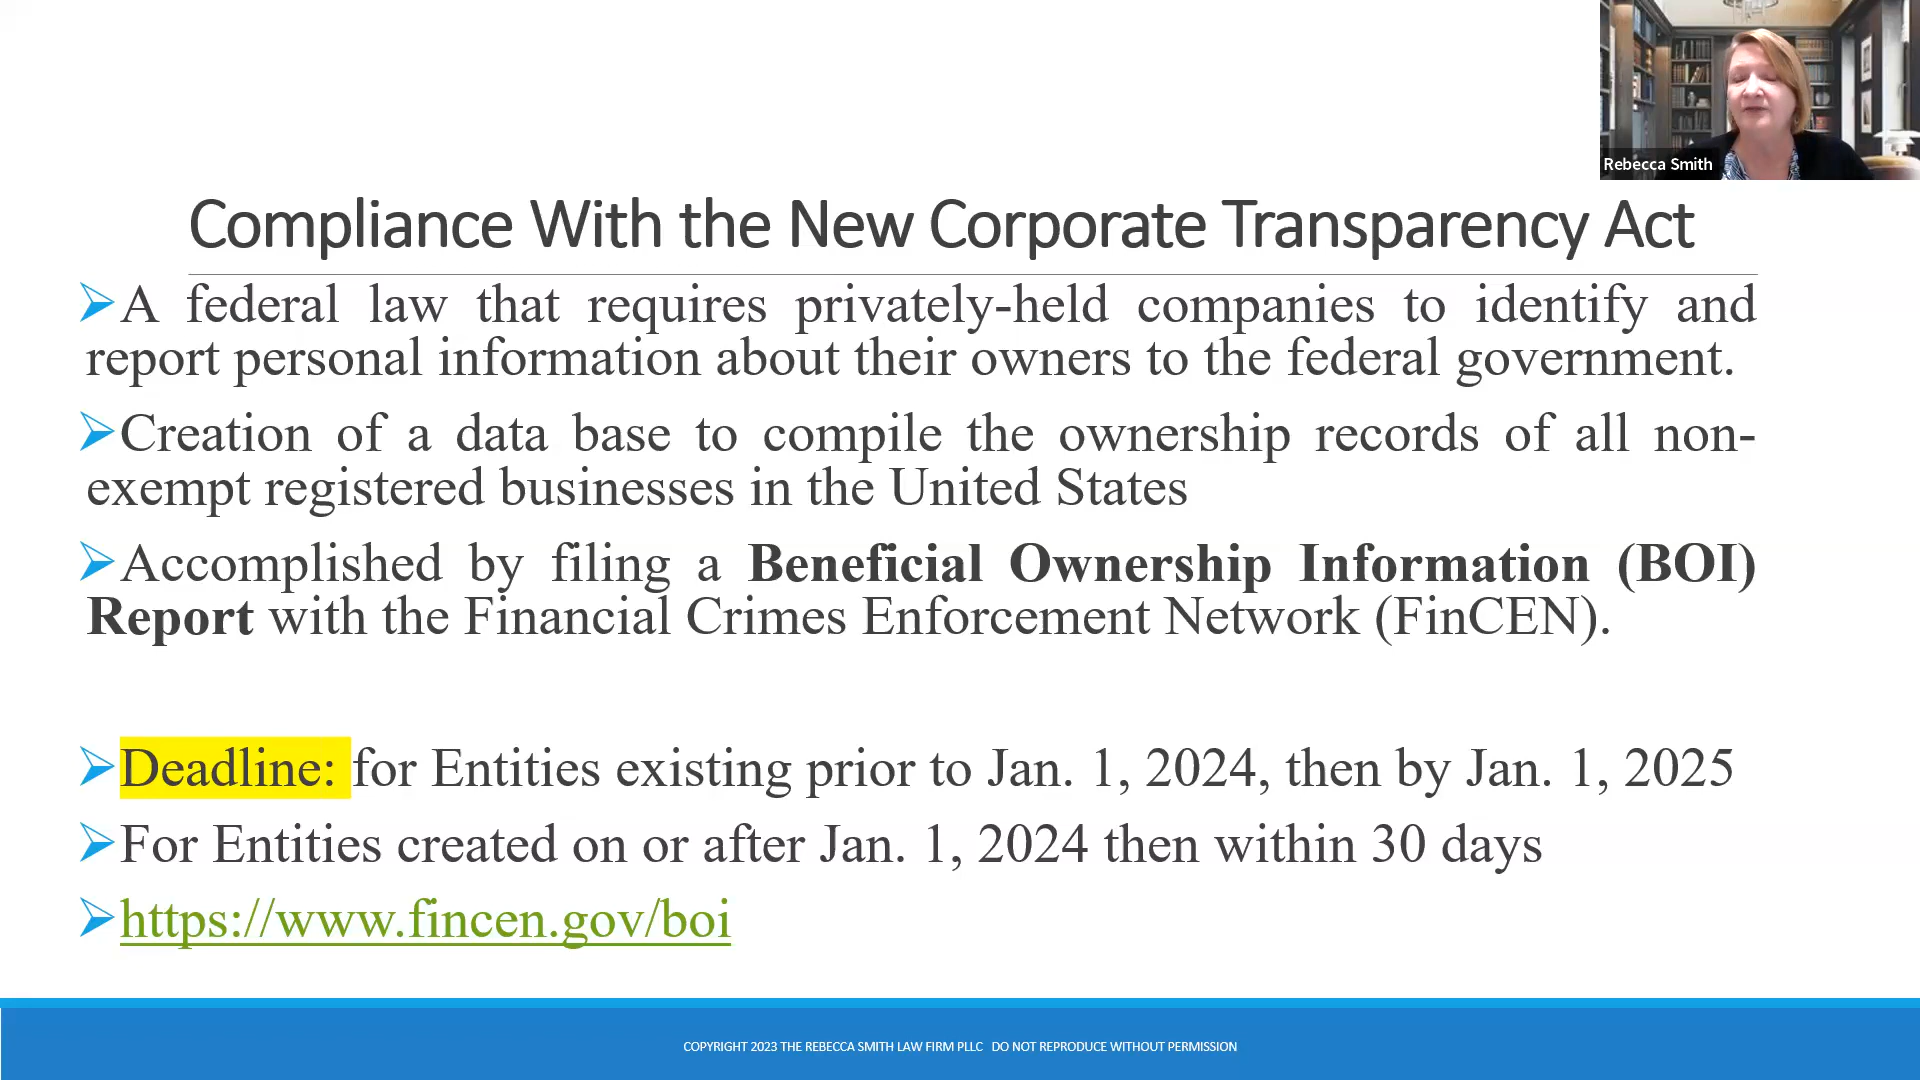 Rebecca Smith
Compliance With the New Corporate Transparency Act
A federal law that requires privately-held companies to identify and
report personal information about their owners to the federal government.
Creation of a data base to compile the ownership records of all non-
exempt registered businesses in the United States
Accomplished by filing a Beneficial Ownership Information (BOI)
Report with the Financial Crimes Enforcement Network (FinCEN).
Deadline: for Entities existing prior to Jan. 1, 2024, then by Jan. 1, 2025
For Entities created on or after Jan. 1, 2024 then within 30 days
https://www.fincen.gov/boi
COPYRIGHT 2023 THE REBECCA SMITH LAW FIRM PLLC DO NOT REPRODUCE WITHOUT PERMISSION